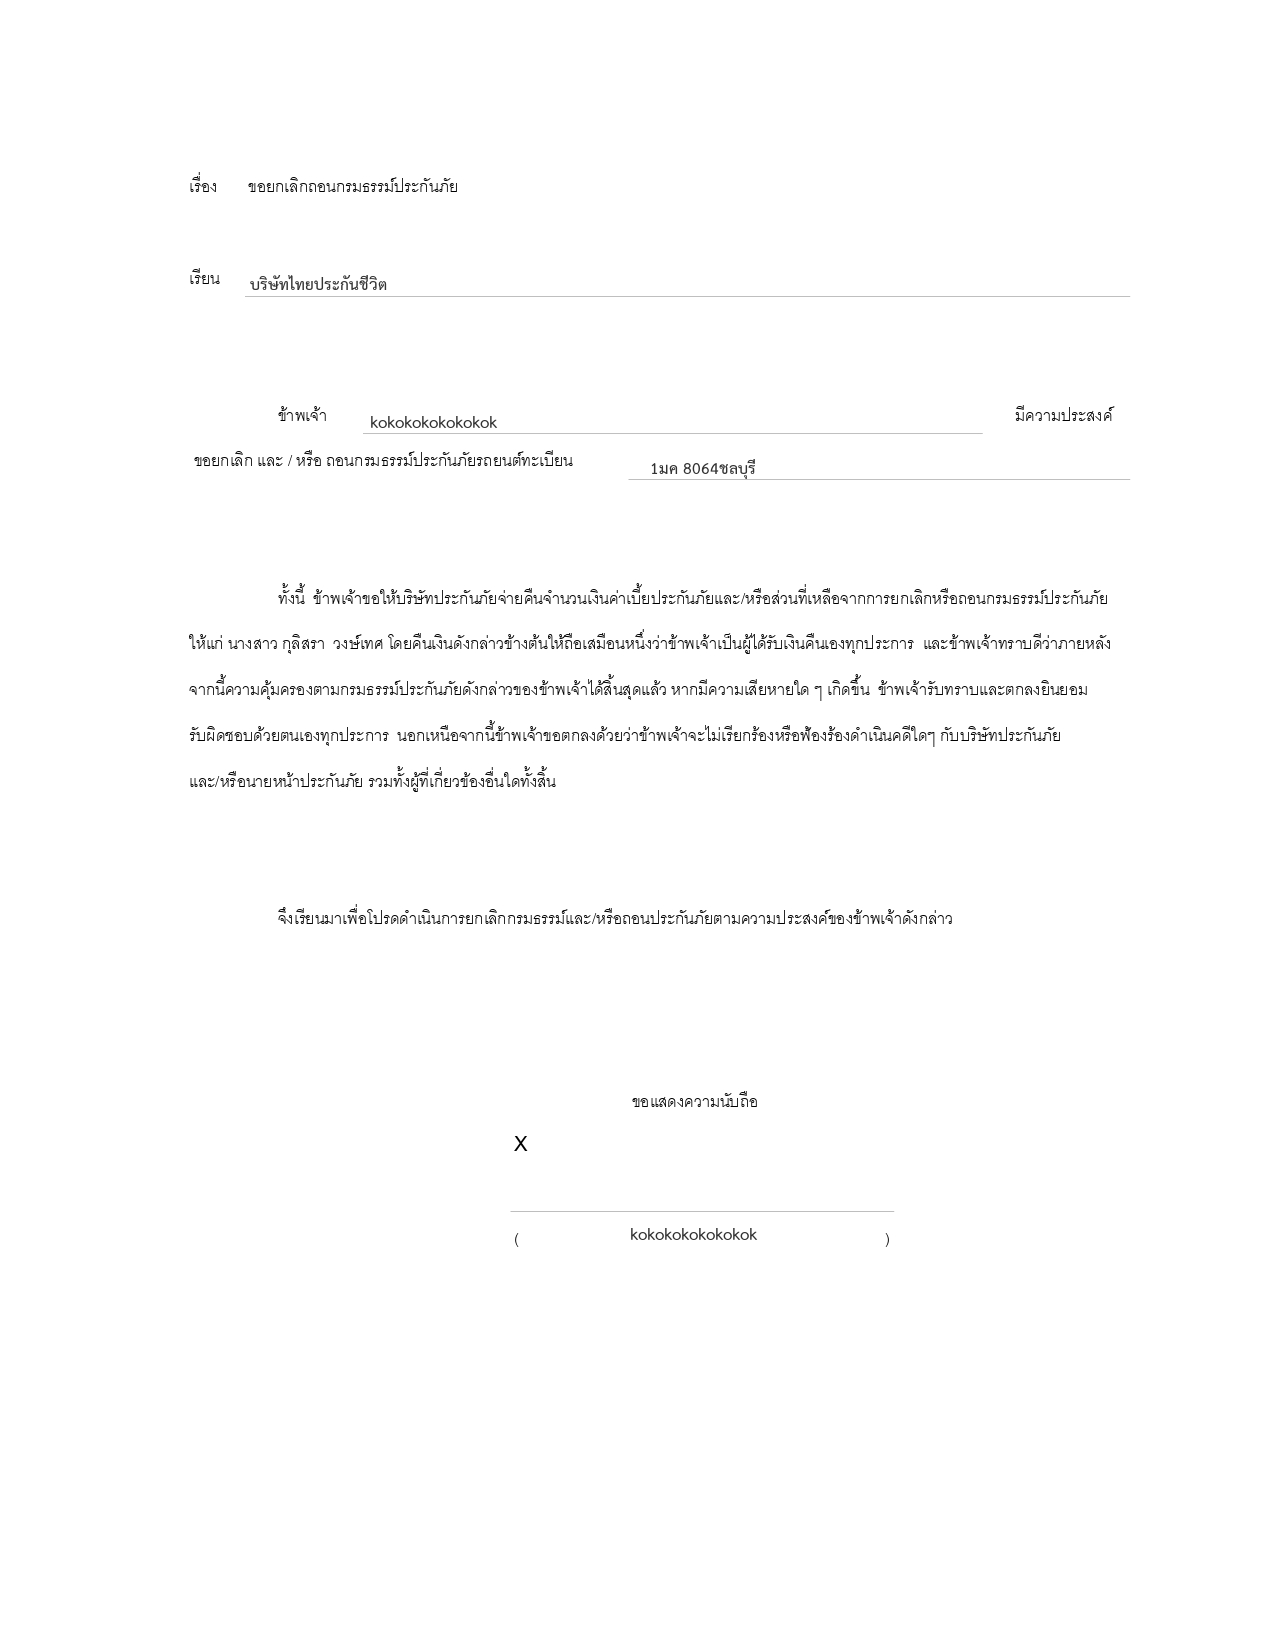 เรื่อง ขอยกเลิกถอนกรมธรรม์ประกันภัย
เรียน บริษัทไทยประกันชีวิต
ข้าพเจ้า kokokokokokokok มีความประสงค์
ขอยกเลิก และ / หรือ ถอนกรมธรรม์ประกันภัยรถยนต์ทะเบียน 1มค 8064ชลบุรี
ทั้งนี้ ข้าพเจ้าขอให้บริษัทประกันภัยจ่ายคืนจำนวนเงินค่าเบี้ยประกันภัยและ/หรือส่วนที่เหลือจากการยกเลิกหรือถอนกรมธรรม์ประกันภัย
ให้แก่ นางสาว กุลิสรา วงษ์เทศ โดยคืนเงินดังกล่าวข้างต้นให้ถือเสมือนหนึ่งว่าข้าพเจ้าเป็นผู้ได้รับเงินคืนเองทุกประการ และข้าพเจ้าทราบดีว่าภายหลัง
จากนี้ความคุ้มครองตามกรมธรรม์ประกันภัยดังกล่าวของข้าพเจ้าได้สิ้นสุดแล้ว หากมีความเสียหายใด ๆ เกิดขึ้น ข้าพเจ้ารับทราบและตกลงยินยอม
รับผิดชอบด้วยตนเองทุกประการ นอกเหนือจากนี้ข้าพเจ้าขอตกลงด้วยว่าข้าพเจ้าจะไม่เรียกร้องหรือฟ้องร้องดำเนินคดีใดๆ กับบริษัทประกันภัย
และ/หรือนายหน้าประกันภัย รวมทั้งผู้ที่เกี่ยวข้องอื่นใดทั้งสิ้น
จึงเรียนมาเพื่อโปรดดำเนินการยกเลิกกรมธรรม์และ/หรือถอนประกันภัยตามความประสงค์ของข้าพเจ้าดังกล่าว
ขอแสดงความนับถือ
X
( kokokokokokokok )